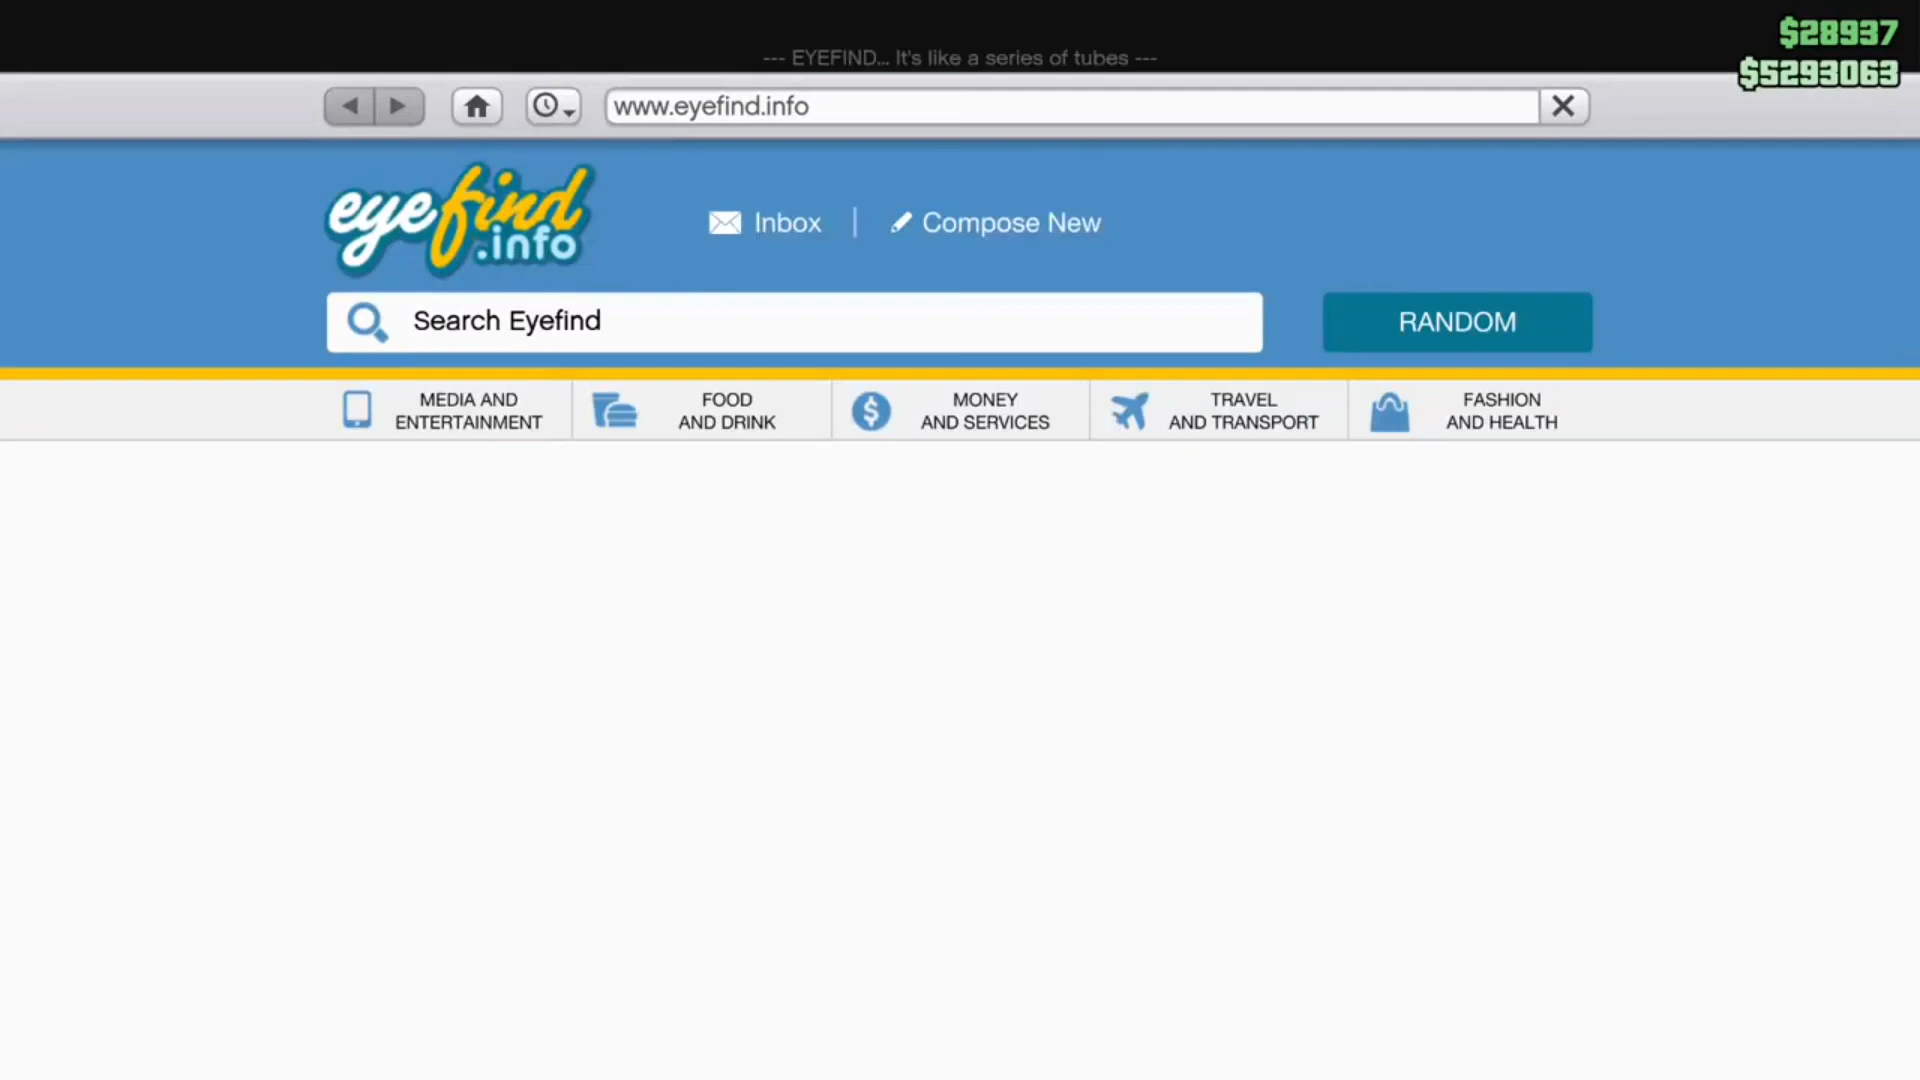 $28937
--- EYEFIND... It's like a series of tubes ---
$5293063
www.eyefind.info
eyefind
.info
Inbox
Compose New
Search Eyefind
RANDOM
MEDIA AND
ENTERTAINMENT
FOOD
AND DRINK
MONEY
AND SERVICES
TRAVEL
AND TRANSPORT
FASHION
AND HEALTH